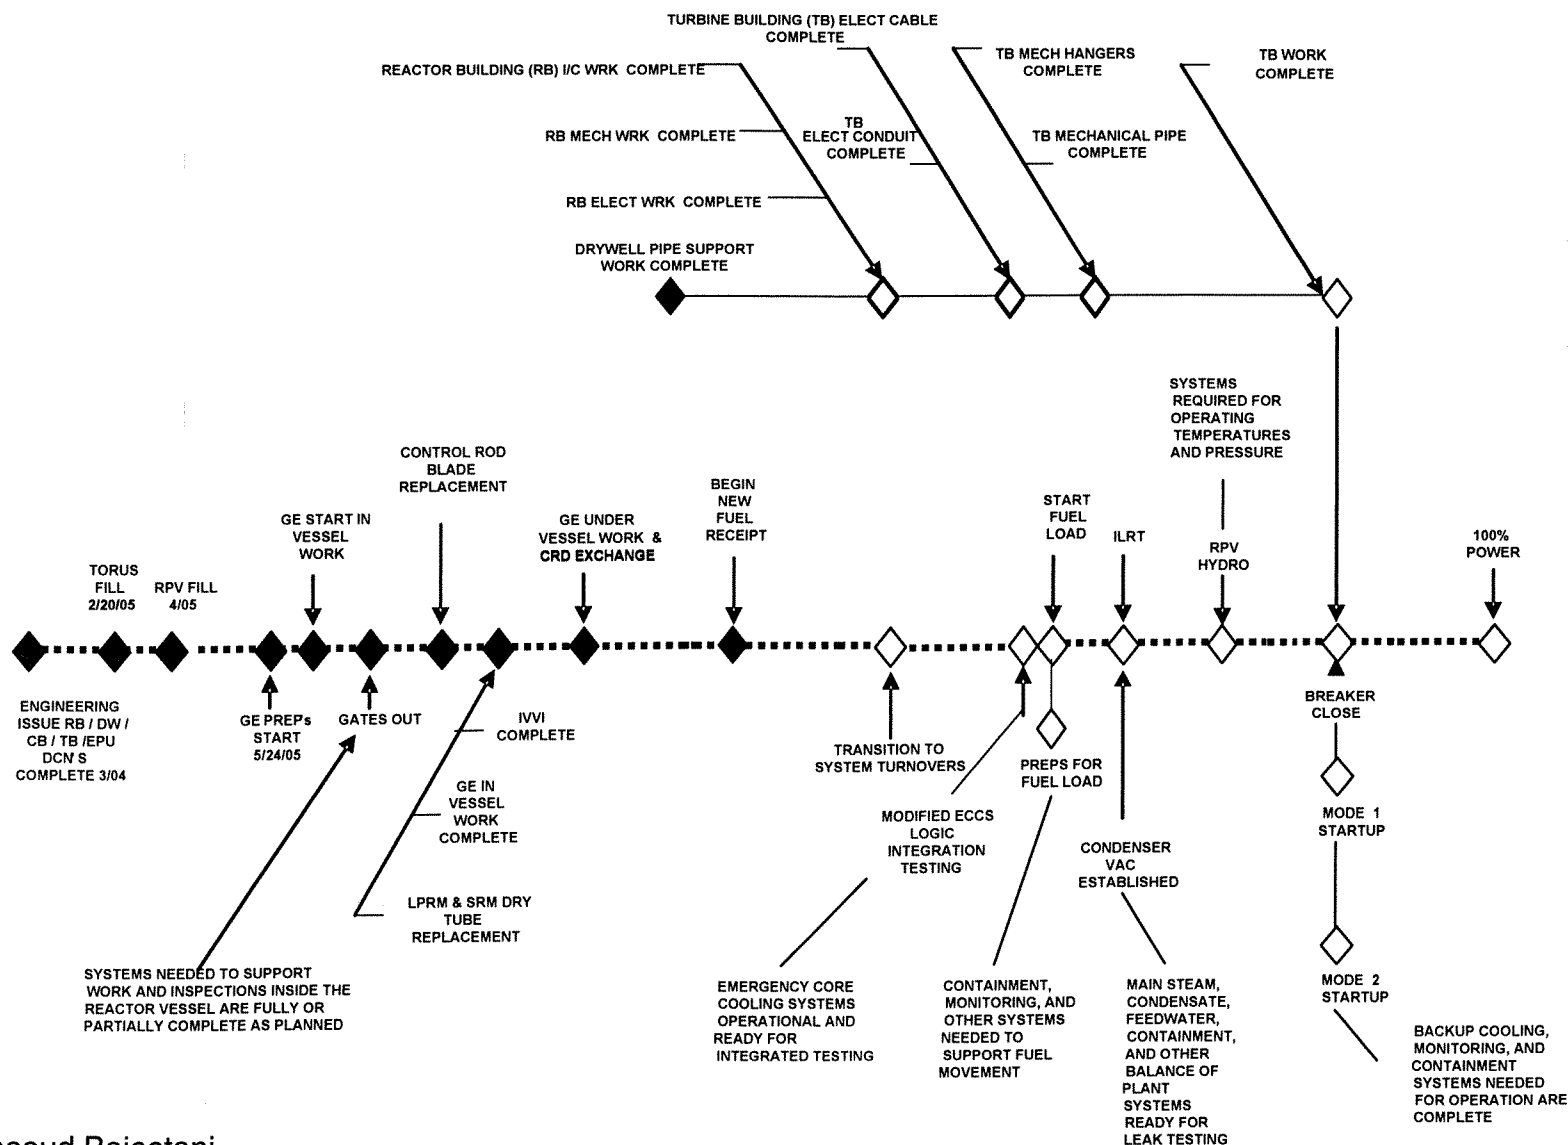 TURBINE BUILDING (TB) ELECT CABLE
COMPLETE
REACTOR BUILDING (RB) I/C WRK COMPLETE
TB MECH HANGERS
COMPLETE
TB WORK
COMPLETE
RB MECH WRK COMPLETE
TB
ELECT CONDUIT
COMPLETE
TB MECHANICAL PIPE
COMPLETE
RB ELECT WRK COMPLETE
DRYWELL PIPE SUPPORT
WORK COMPLETE
TORUS
FILL
2/20/05
RPV FILL
4/05
GE START IN
VESSEL
WORK
CONTROL ROD
BLADE
REPLACEMENT
GE UNDER
VESSEL WORK &
CRD EXCHANGE
BEGIN
NEW
FUEL
RECEIPT
START
FUEL
LOAD
ILRT
SYSTEMS
REQUIRED FOR
OPERATING
TEMPERATURES
AND PRESSURE
RPV
HYDRO
100%
POWER
ENGINEERING
ISSUE RB / DW /
CB / TB /EPU
DCN'S
COMPLETE 3/04
GE PREP's
START
5/24/05
GATES OUT
IVVI
COMPLETE
GE IN
VESSEL
WORK
COMPLETE
LPRM & SRM DRY
TUBE
REPLACEMENT
SYSTEMS NEEDED TO SUPPORT
WORK AND INSPECTIONS INSIDE THE
REACTOR VESSEL ARE FULLY OR
PARTIALLY COMPLETE AS PLANNED
TRANSITION TO
SYSTEM TURNOVERS
MODIFIED ECCS
LOGIC
INTEGRATION
TESTING
PREPS FOR
FUEL LOAD
CONDENSER
VAC
ESTABLISHED
BREAKER
CLOSE
MODE 1
STARTUP
MODE 2
STARTUP
EMERGENCY CORE
COOLING SYSTEMS
OPERATIONAL AND
READY FOR
INTEGRATED TESTING
CONTAINMENT,
MONITORING, AND
OTHER SYSTEMS
NEEDED TO
SUPPORT FUEL
MOVEMENT
MAIN STEAM,
CONDENSATE,
FEEDWATER,
CONTAINMENT,
AND OTHER
BALANCE OF
PLANT
SYSTEMS
READY FOR
LEAK TESTING
BACKUP COOLING,
MONITORING, AND
CONTAINMENT
SYSTEMS NEEDED
FOR OPERATION ARE
COMPLETE